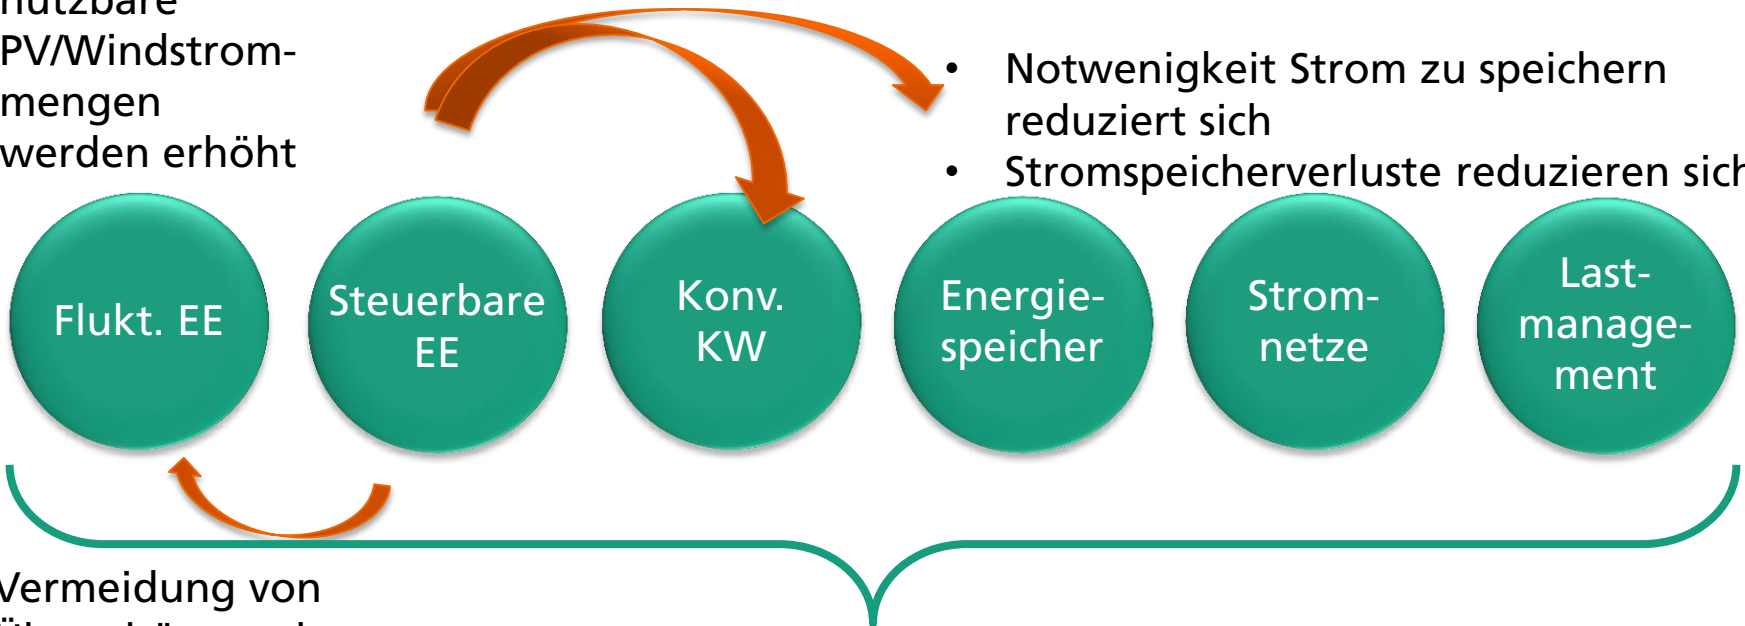 nutzbare
PV/Windstrom-
mengen
werden erhöht
• Notwenigkeit Strom zu speichern
reduziert sich
• Stromspeicherverluste reduzieren sich
Flukt. EE
Steuerbare
EE
Konv.
KW
Energie-
speicher
Strom-
netze
Last-
manage-
ment
Vermeidung von